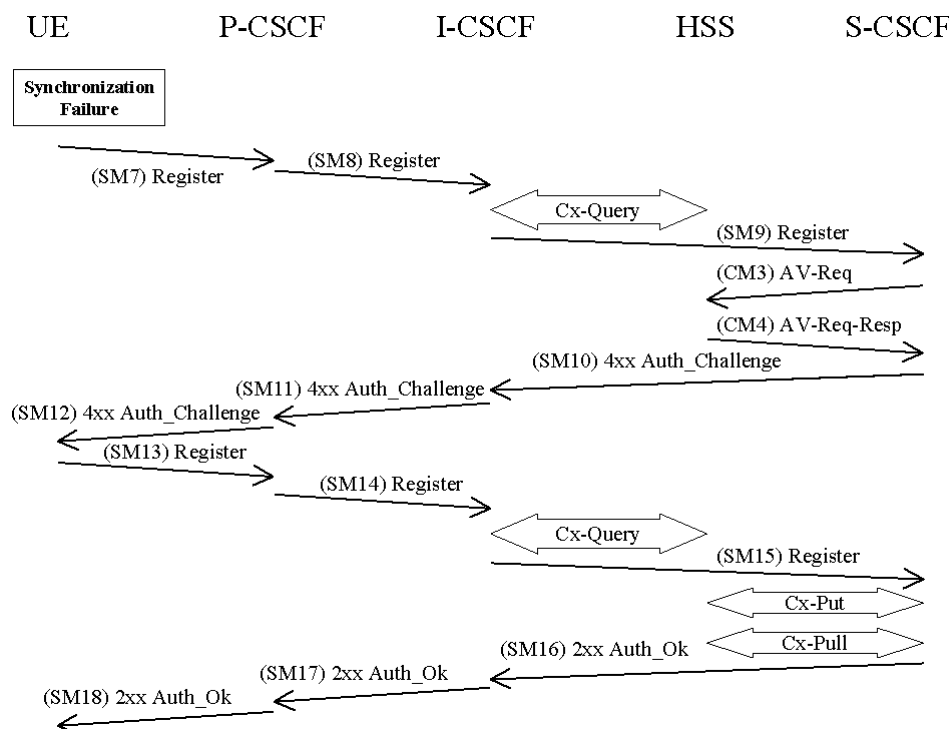 UE P-CSCF I-CSCF HSS S-CSCF
Synchronization
Failure
(SM7) Register
(SM8) Register
Cx-Query
(SM9) Register
(CM3) AV-Req
(CM4) AV-Req-Resp
(SM10) 4xx Auth_Challenge
(SM11) 4xx Auth_Challenge
(SM12) 4xx Auth_Challenge
(SM13) Register
(SM14) Register
Cx-Query
(SM15) Register
Cx-Put
Cx-Pull
(SM16) 2xx Auth_Ok
(SM17) 2xx Auth_Ok
(SM18) 2xx Auth_Ok